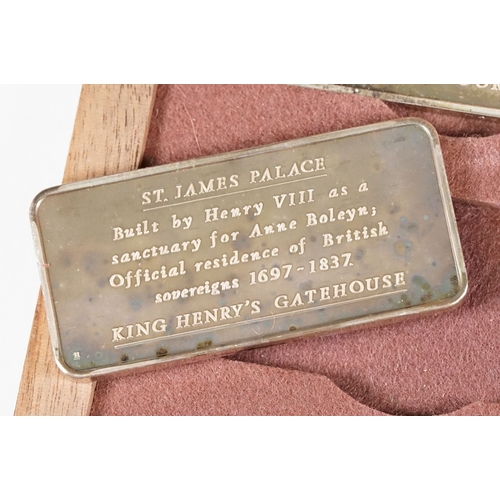 ST. JAMES PALACE
Built by Henry VIII as a
sanctuary for Anne Boleyn;
Official residence of British
sovereigns 1697-1837
KING HENRY'S GATEHOUSE